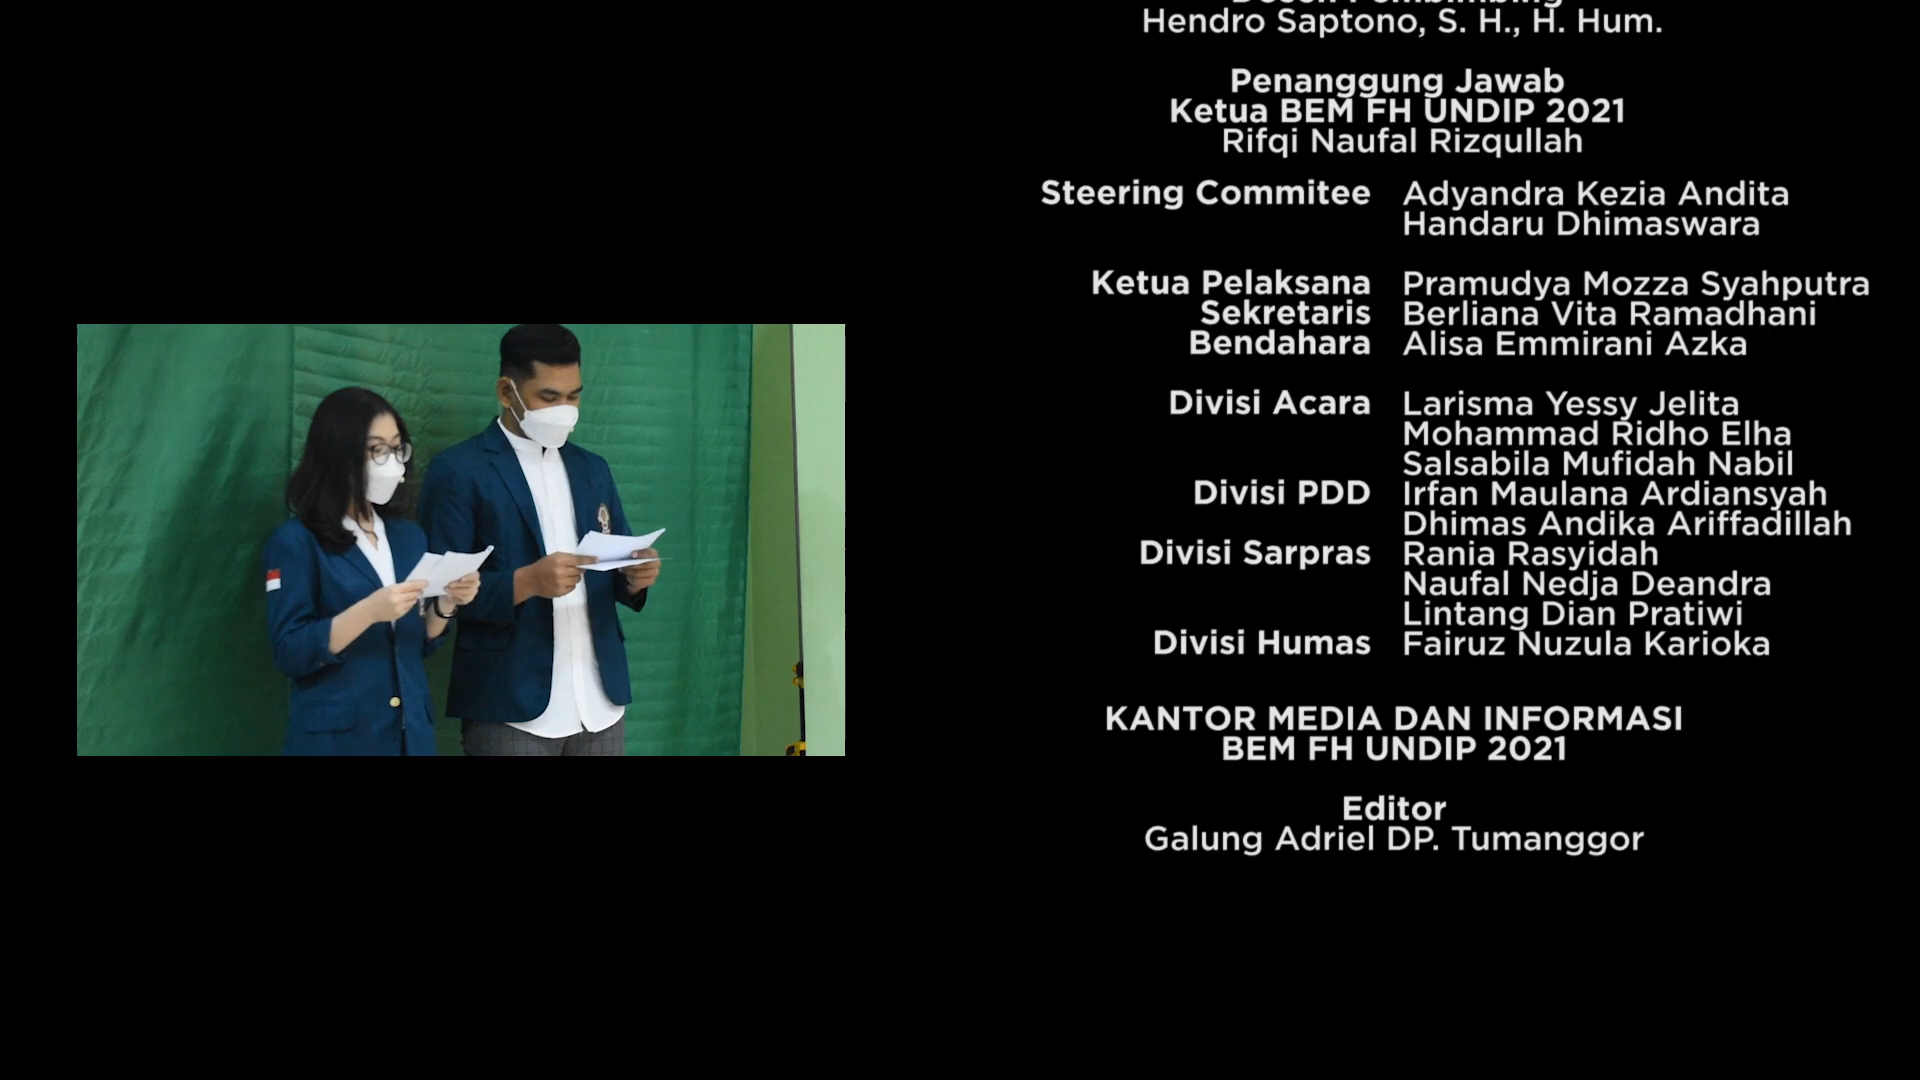 Dosen Pembimbing
Hendro Saptono, S. H., H. Hum.
Penanggung Jawab
Ketua BEM FH UNDIP 2021
Rifqi Naufal Rizqullah
Steering Commitee Adyandra Kezia Andita
Handaru Dhimaswara
Ketua Pelaksana Pramudya Mozza Syahputra
Sekretaris Berliana Vita Ramadhani
Bendahara Alisa Emmirani Azka
Divisi Acara Larisma Yessy Jelita
Mohammad Ridho Elha
Salsabila Mufidah Nabil
Divisi PDD Irfan Maulana Ardiansyah
Dhimas Andika Ariffadillah
Divisi Sarpras Rania Rasyidah
Naufal Nedja Deandra
Lintang Dian Pratiwi
Divisi Humas Fairuz Nuzula Karioka
KANTOR MEDIA DAN INFORMASI
BEM FH UNDIP 2021
Editor
Galung Adriel DP. Tumanggor